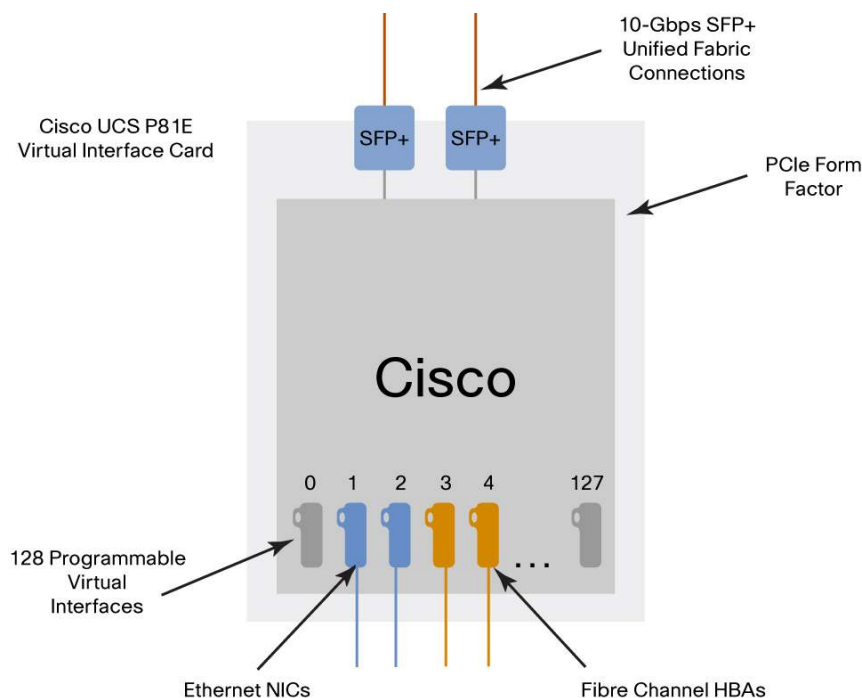 10-Gbps SFP+
Unified Fabric
Connections
Cisco UCS P81E
Virtual Interface Card
SFP+ SFP+
PCIe Form
Factor
Cisco
0 1 2 3 4 127
...
128 Programmable
Virtual
Interfaces
Ethernet NICs
Fibre Channel HBAs